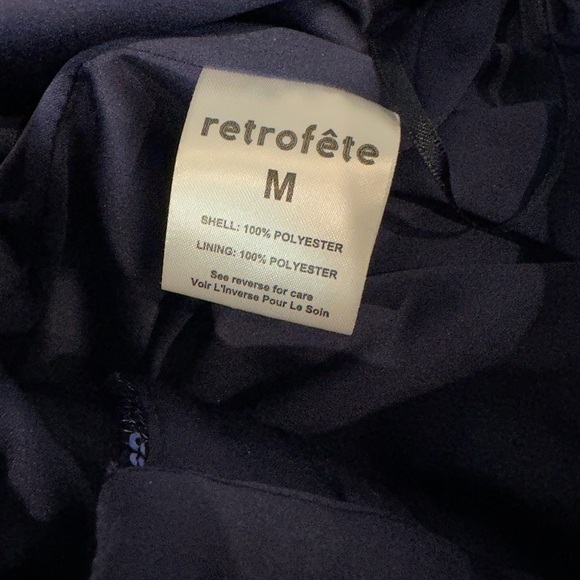 retrofête
M
SHELL: 100% POLYESTER
LINING: 100% POLYESTER
See reverse for care
Voir L'Inverse Pour Le Soin